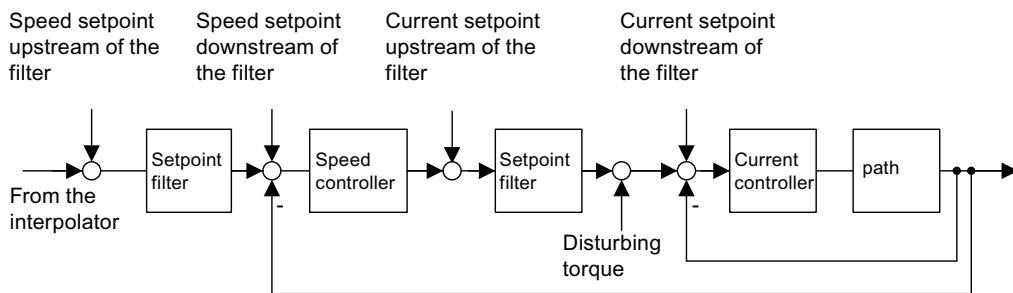 Speed setpoint
upstream of the
filter
Speed setpoint
downstream of
the filter
Current setpoint
upstream of the
filter
Current setpoint
downstream of
the filter
From the
interpolator
Setpoint
filter
Speed
controller
Setpoint
filter
Disturbing
torque
Current
controller
path
-
-